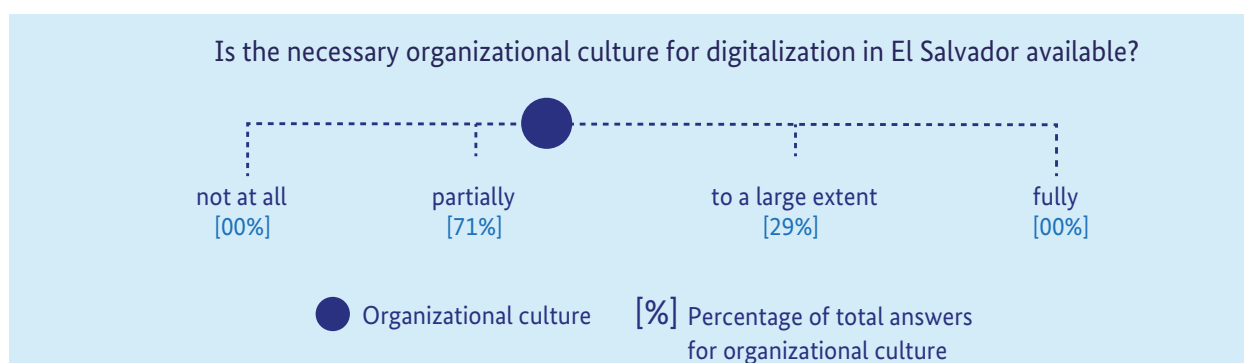 Is the necessary organizational culture for digitalization in El Salvador available?
not at all partially to a large extent fully
[00%] [71%] [29%] [00%]
Organizational culture [%] Percentage of total answers
for organizational culture